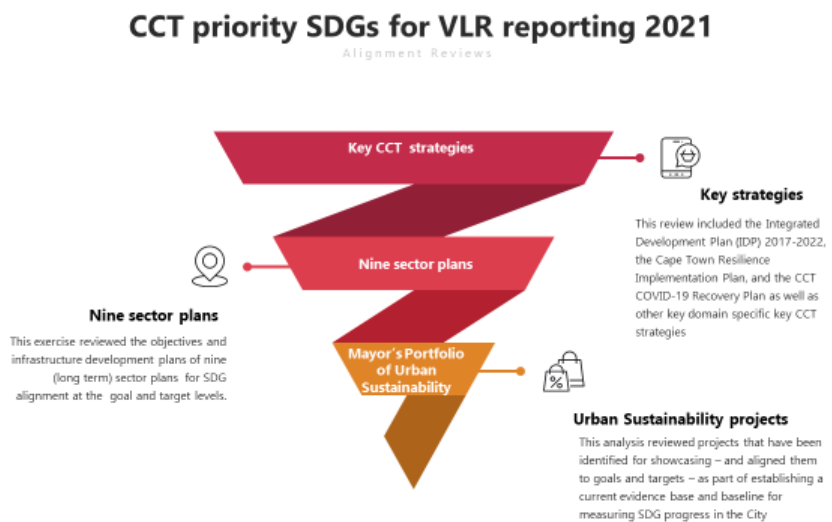 CCT priority SDGs for VLR reporting 2021
Alignment Reviews
Key CCT strategies
Key strategies
This review included the Integrated
Development Plan (IDP) 2017-2022,
the Cape Town Resilience
Implementation Plan, and the CCT
COVID-19 Recovery Plan as well as
other key domain specific key CCT
strategies
Nine sector plans
Nine sector plans
This exercise reviewed the objectives and
infrastructure development plans of nine
(long term) sector plans for SDG
alignment at the goal and target levels.
Mayor's Portfolio
of Urban
Sustainability
%
Urban Sustainability projects
This analysis reviewed projects that have been
identified for showcasing – and aligned them
to goals and targets – as part of establishing a
current evidence base and baseline for
measuring SDG progress in the City